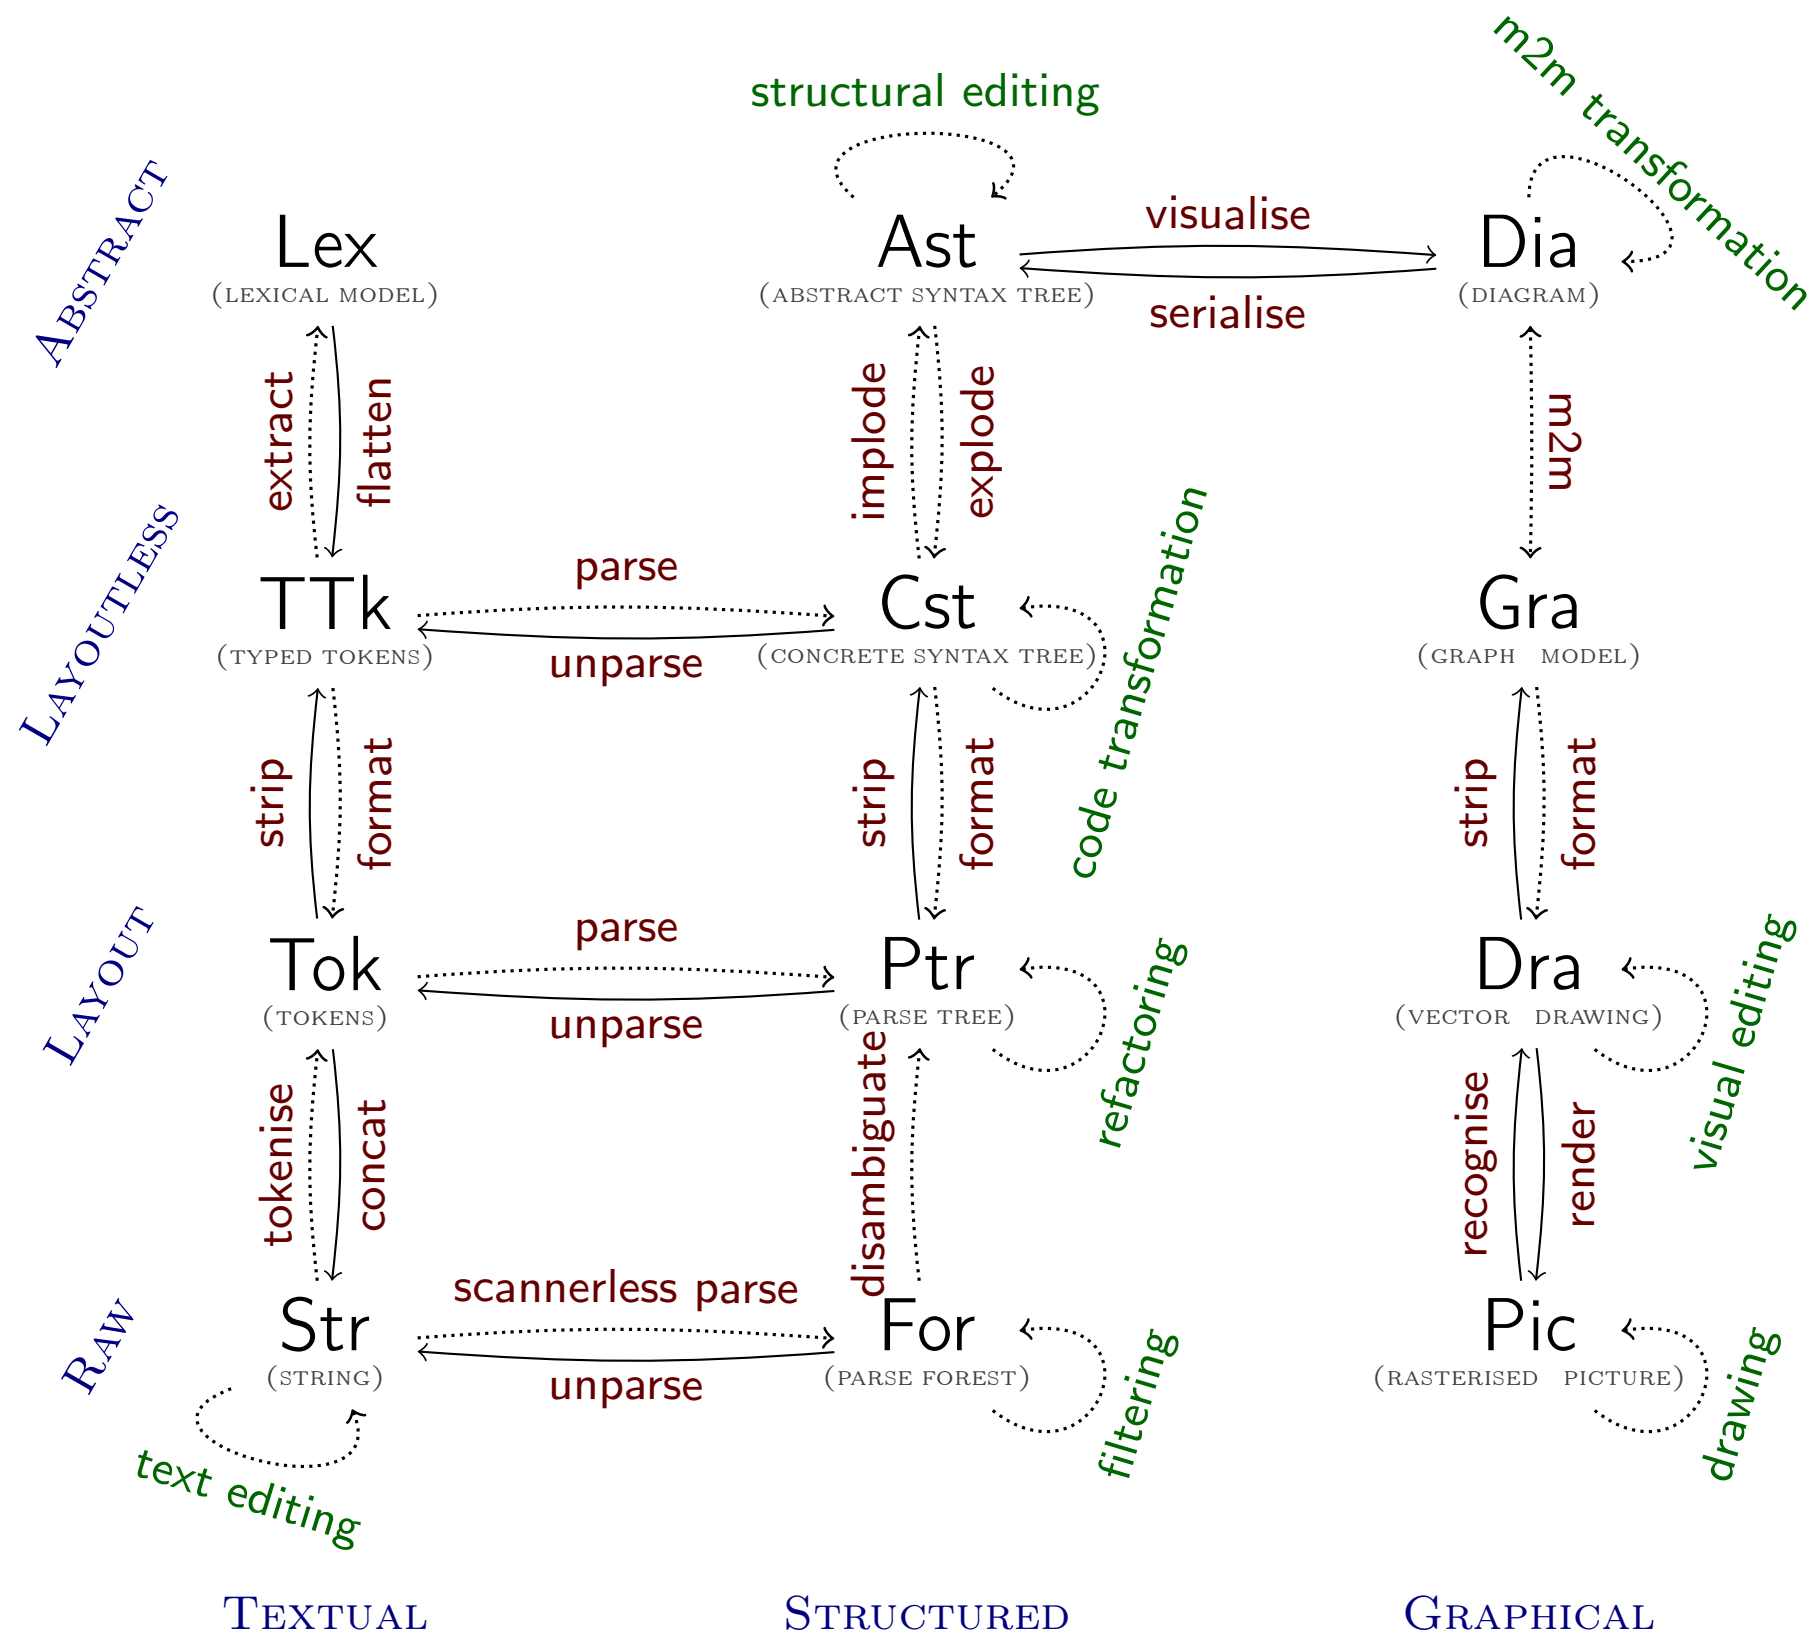 m2m transformation
structural editing
ABSTRACT
Lex
(LEXICAL MODEL)
Ast
(ABSTRACT SYNTAX TREE)
visualise
serialise
Dia
(DIAGRAM)
extract
flatten
implode
explode
m2m
LAYOUTLESS
TTk
(TYPED TOKENS)
parse
unparse
Cst
(CONCRETE SYNTAX TREE)
code transformation
Gra
(GRAPH MODEL)
strip
format
strip
format
strip
format
LAYOUT
Tok
(TOKENS)
parse
unparse
Ptr
(PARSE TREE)
refactoring
Dra
(VECTOR DRAWING)
visual editing
tokenise
concat
disambiguate
recognise
render
RAW
Str
(STRING)
scannerless parse
unparse
For
(PARSE FOREST)
filtering
Pic
(RASTERISED PICTURE)
drawing
text editing
TEXTUAL
STRUCTURED
GRAPHICAL